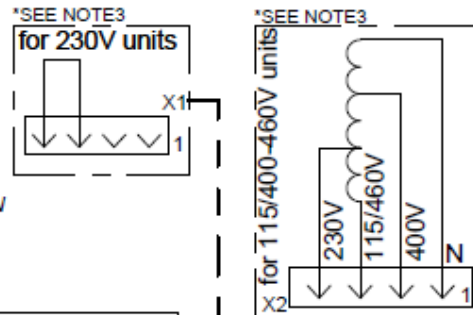 *SEE NOTE3
for 230V units
X1
1
*SEE NOTE3
for 115/400-460V units
230V
115/460V
400V
N
X2
1